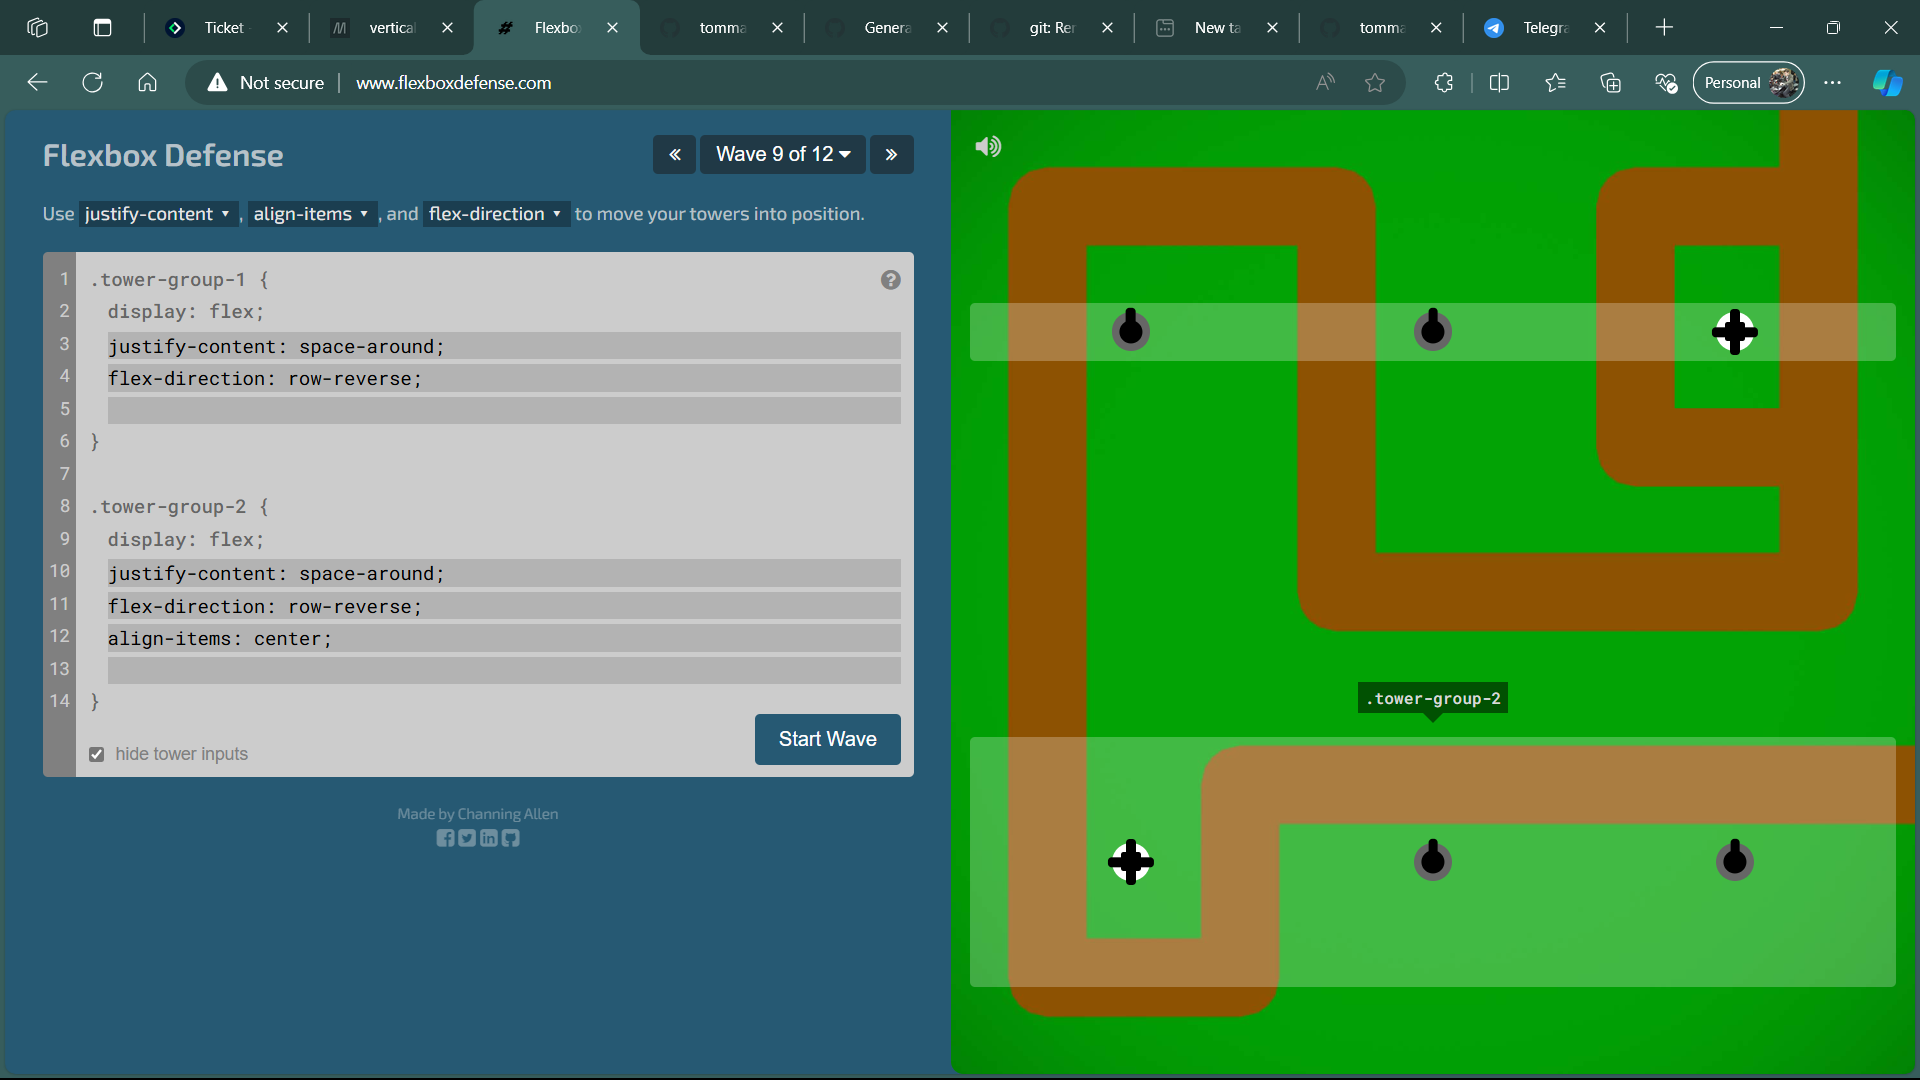 Ticket
vertical
Flexbo
tomma
Genera
git: Rer
New ta
tomma
Telegra
Not secure
www.flexboxdefense.com
Personal
Flexbox Defense
« Wave 9 of 12 »
Use justify-content, align-items, and flex-direction to move your towers into position.
1 .tower-group-1 {
2 display: flex;
3 justify-content: space-around;
4 flex-direction: row-reverse;
5
6 }
7
8 .tower-group-2 {
9 display: flex;
10 justify-content: space-around;
11 flex-direction: row-reverse;
12 align-items: center;
13
14 }
hide tower inputs
Start Wave
Made by Channing Allen
.tower-group-2